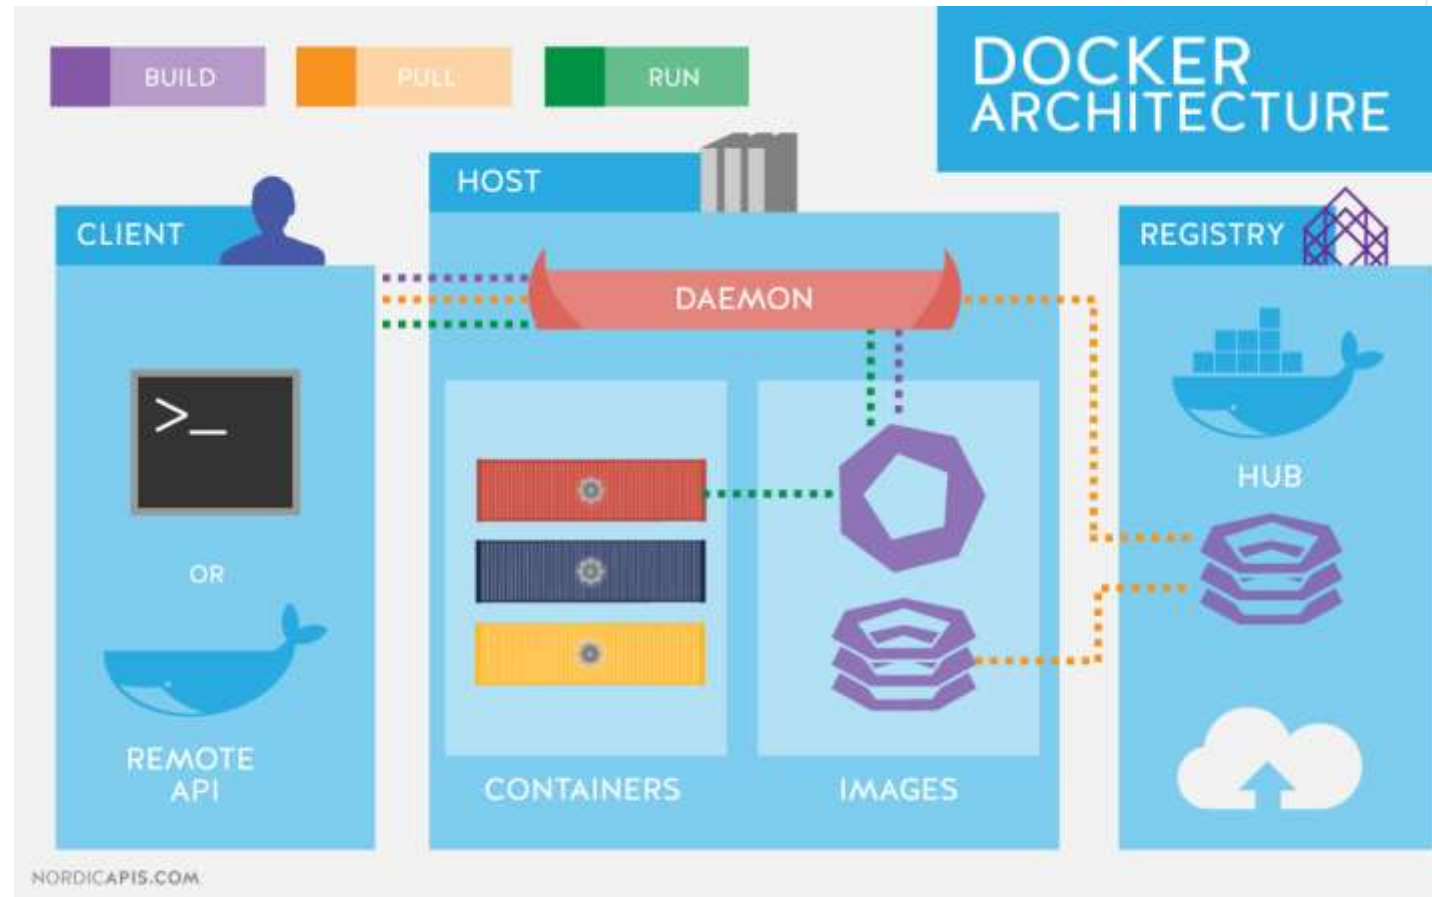 BUILD
PULL
RUN
DOCKER
ARCHITECTURE
HOST
CLIENT
REGISTRY
DAEMON
>_
HUB
OR
REMOTE
API
CONTAINERS
IMAGES
NORDICAPIS.COM